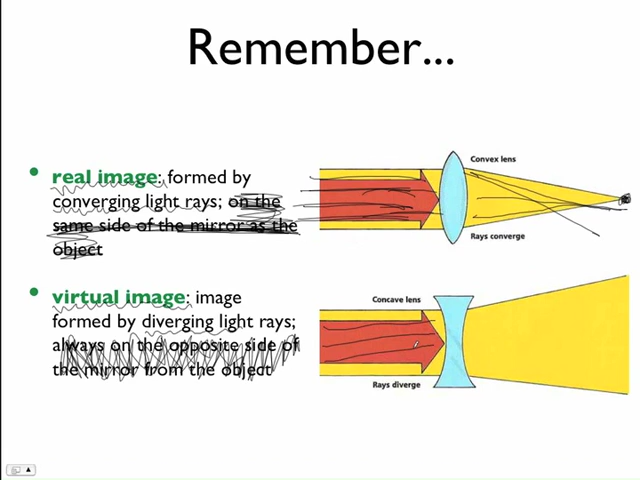 Remember...
• real image: formed by
converging light rays; on the
same side of the mirror as the
object
• virtual image: image
formed by diverging light rays;
always on the opposite side of
the mirror from the object
Convex lens
Rays converge
Concave lens
Rays diverge